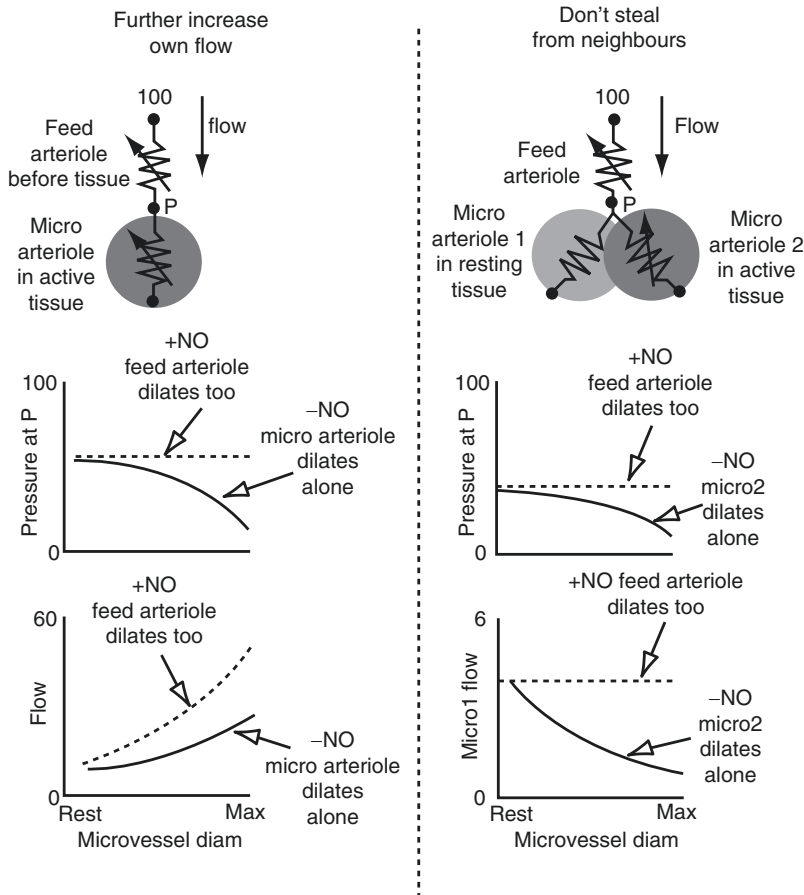 Further increase
own flow
100
flow
Feed
arteriole
before tissue
P
Micro
arteriole
in active
tissue
+NO
feed arteriole
dilates too
100
–NO
micro arteriole
dilates
alone
Pressure at P
0
+NO
feed arteriole
dilates too
60
Flow
–NO
micro arteriole
dilates
alone
0
Rest
Max
Microvessel diam
Don't steal
from neighbours
100
Flow
Feed
arteriole
P
Micro
arteriole 1
in resting
tissue
Micro
arteriole 2
in active
tissue
+NO
feed arteriole
dilates too
100
–NO
micro2
dilates
alone
Pressure at P
0
+NO feed arteriole
dilates too
6
Micro1 flow
–NO
micro2
dilates
alone
0
Rest
Max
Microvessel diam